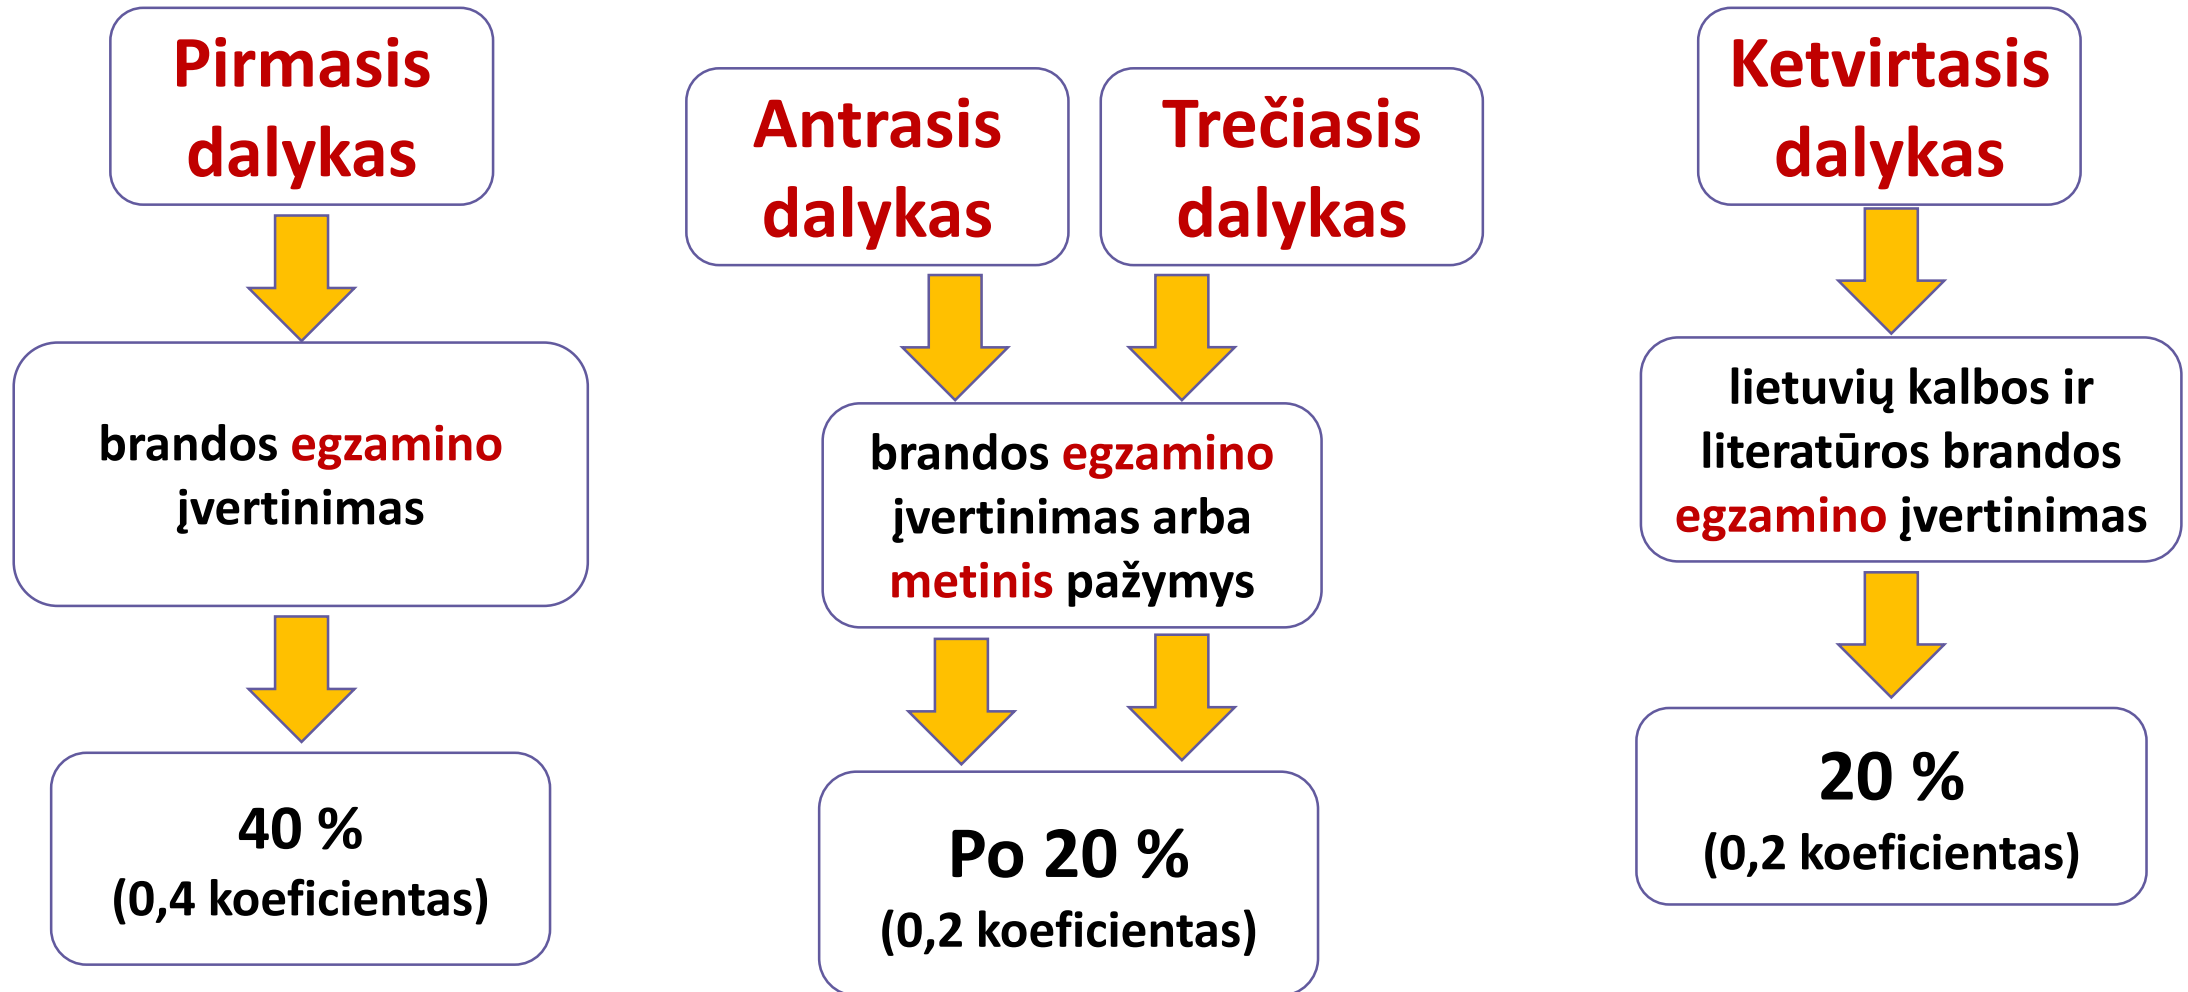 Pirmasis
dalykas
brandos egzamino
įvertinimas
40 %
(0,4 koeficientas)
Antrasis
dalykas
Trečiasis
dalykas
brandos egzamino
įvertinimas arba
metinis pažymys
Po 20 %
(0,2 koeficientas)
Ketvirtasis
dalykas
lietuvių kalbos ir
literatūros brandos
egzamino įvertinimas
20 %
(0,2 koeficientas)